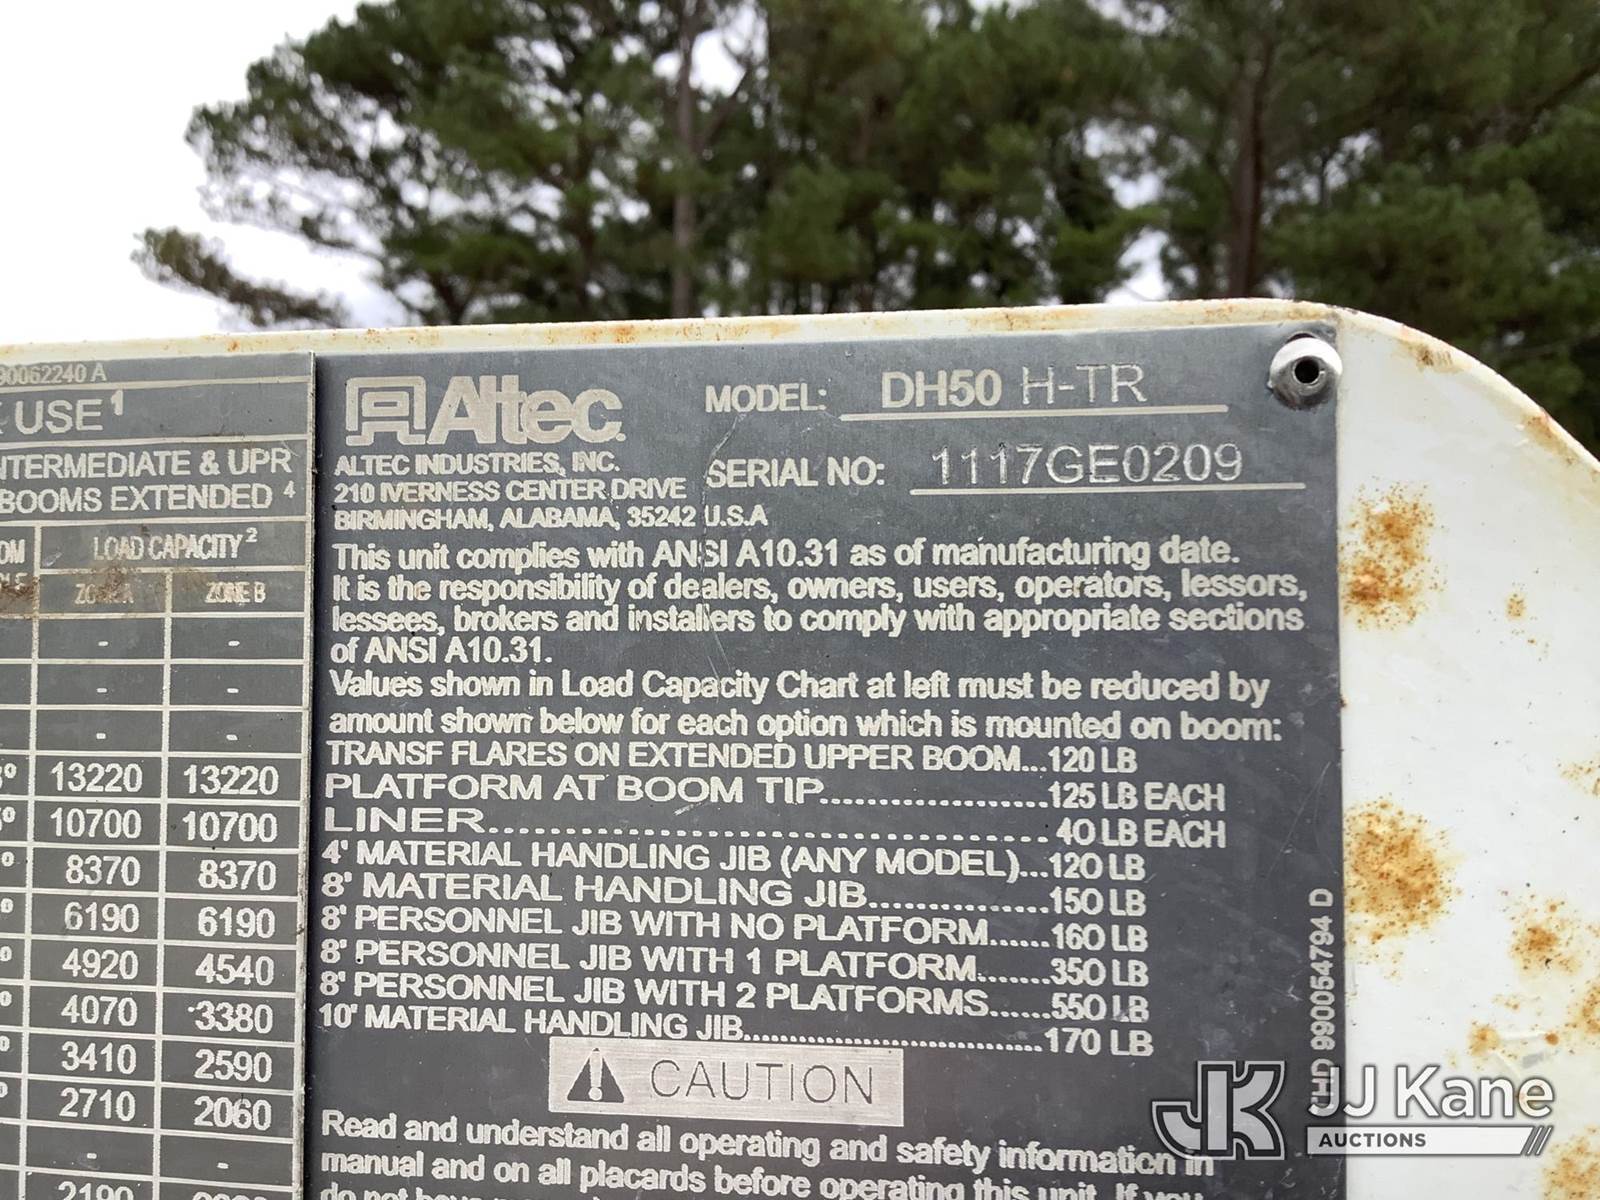 90062240 A
USE¹
INTERMEDIATE & UPR
BOOMS EXTENDED ⁴
LOAD CAPACITY²
ZONE A ZONE B
- -
- -
- -
13220 13220
10700 10700
8370 8370
6190 6190
4920 4540
4070 3380
3410 2590
2710 2060
- -
2190
Altec
ALTEC INDUSTRIES, INC.
210 IVERNESS CENTER DRIVE
BIRMINGHAM, ALABAMA, 35242 U.S.A
MODEL: DH50 H-TR
SERIAL NO: 1117GE0209
This unit complies with ANSI A10.31 as of manufacturing date.
It is the responsibility of dealers, owners, users, operators, lessors,
lessees, brokers and installers to comply with appropriate sections
of ANSI A10.31.
Values shown in Load Capacity Chart at left must be reduced by
amount shown below for each option which is mounted on boom:
TRANSF FLARES ON EXTENDED UPPER BOOM...120 LB
PLATFORM AT BOOM TIP...................125 LB EACH
LINER.................................. 40 LB EACH
4' MATERIAL HANDLING JIB (ANY MODEL)...120 LB
8' MATERIAL HANDLING JIB...............150 LB
8' PERSONNEL JIB WITH NO PLATFORM......160 LB
8' PERSONNEL JIB WITH 1 PLATFORM.......350 LB
8' PERSONNEL JIB WITH 2 PLATFORMS......550 LB
10' MATERIAL HANDLING JIB..............................170 LB
CAUTION
Read and understand all operating and safety information in
manual and on all placards before operating this unit. If you
do not have
990054794 D
JK JJ Kane
AUCTIONS